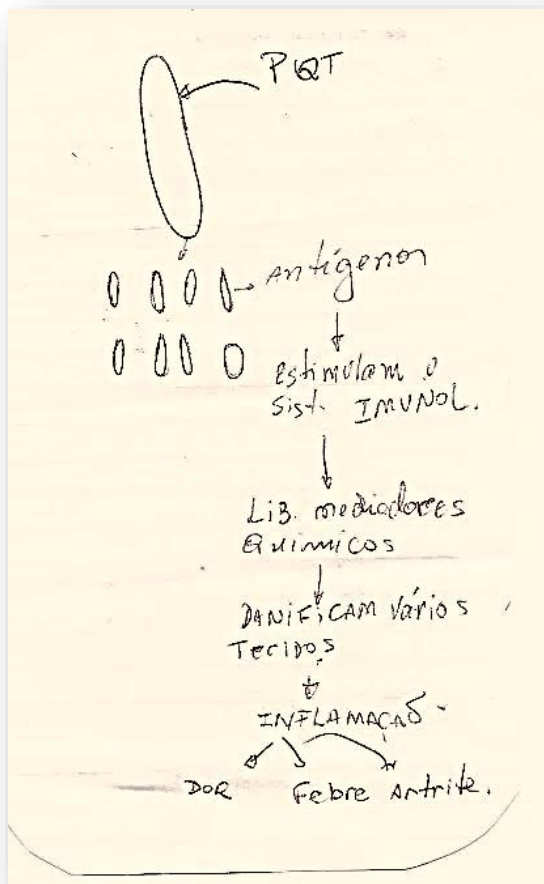 PQT
Antígenos
Estimulam o
Sist. IMUNOL.
Lib. mediadores
Químicos
DANIFICAM Vários
Tecidos
INFLAMAÇÃO
DOR Febre Artrite.